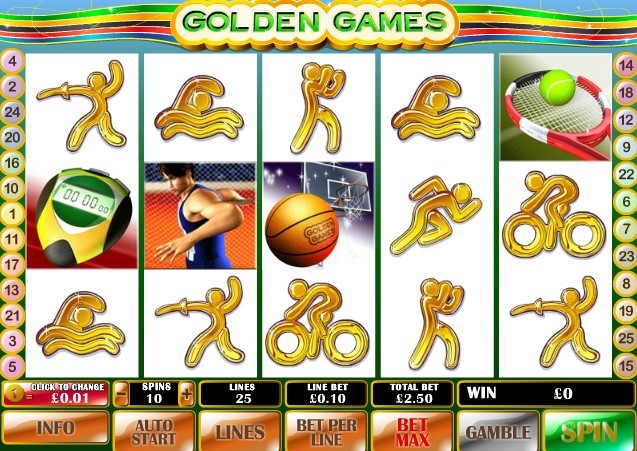 GOLDEN GAMES
4
2
24
20
16
10
1
11
17
13
21
3
5
14
18
12
9
22
6
7
23
8
19
25
15
00 00 00
GOLDEN
GAMES
CLICK TO CHANGE
= £0.01
SPINS
- 10 +
LINES
25
LINE BET
£0.10
TOTAL BET
£2.50
WIN £0
INFO
AUTO
START
LINES
BET PER
LINE
BET
MAX
GAMBLE
SPIN